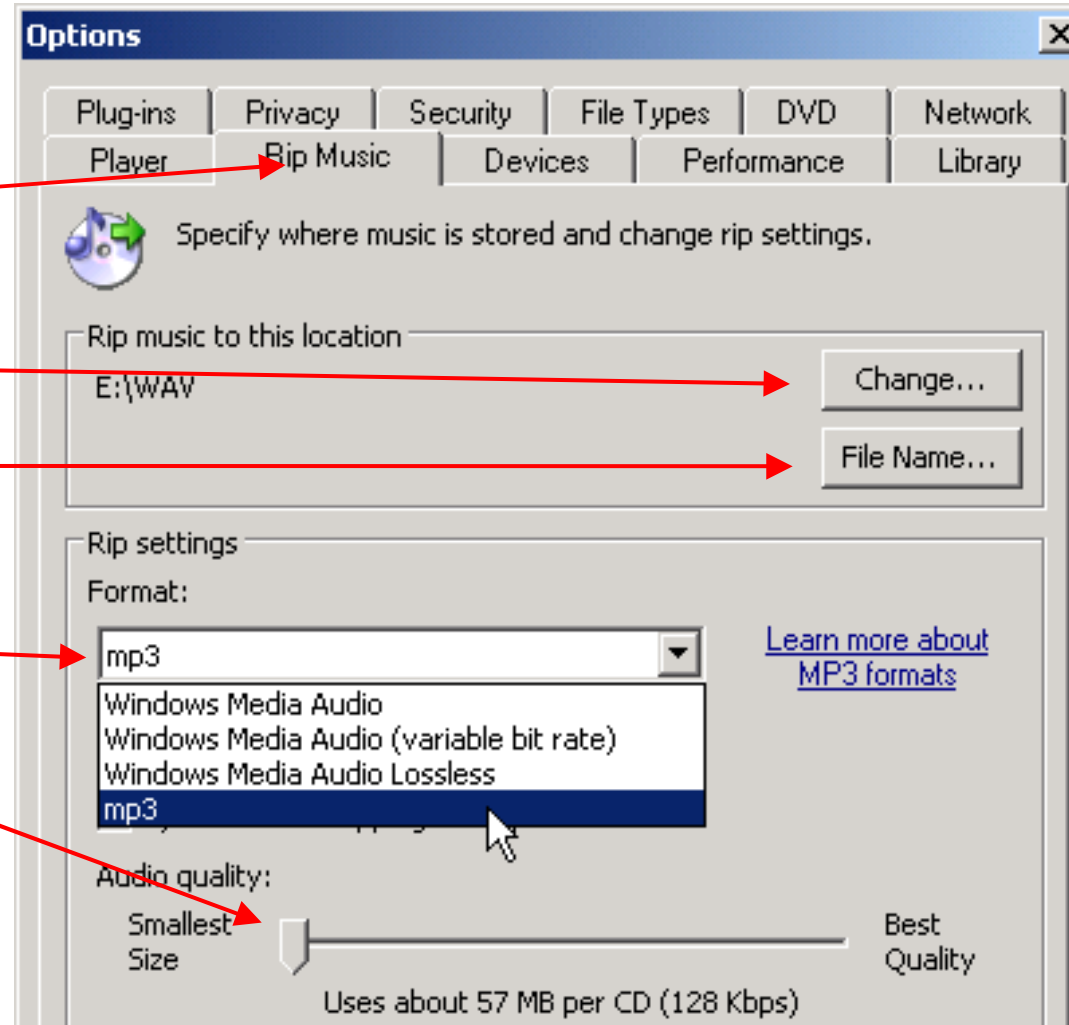 Options
Plug-ins Privacy Security File Types DVD Network
Player Rip Music Devices Performance Library
Specify where music is stored and change rip settings.
Rip music to this location
E:\WAV
Change...
File Name...
Rip settings
Format:
mp3
Learn more about
MP3 formats
Windows Media Audio
Windows Media Audio (variable bit rate)
Windows Media Audio Lossless
mp3
Audio quality:
Smallest
Size
Best
Quality
Uses about 57 MB per CD (128 Kbps)